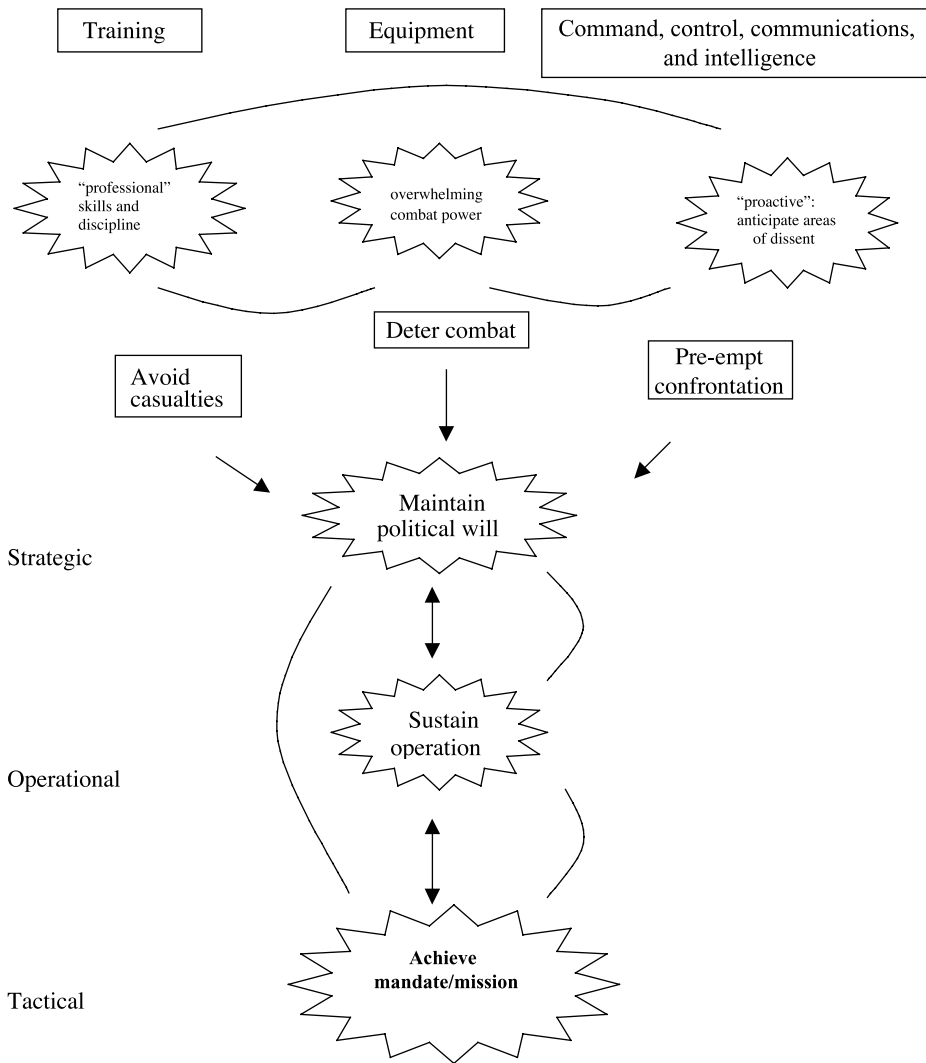 Training
Equipment
Command, control, communications,
and intelligence
“professional”
skills and
discipline
overwhelming
combat power
“proactive”:
anticipate areas
of dissent
Deter combat
Avoid
casualties
Pre-empt
confrontation
Maintain
political will
Strategic
Sustain
operation
Operational
Achieve
mandate/mission
Tactical